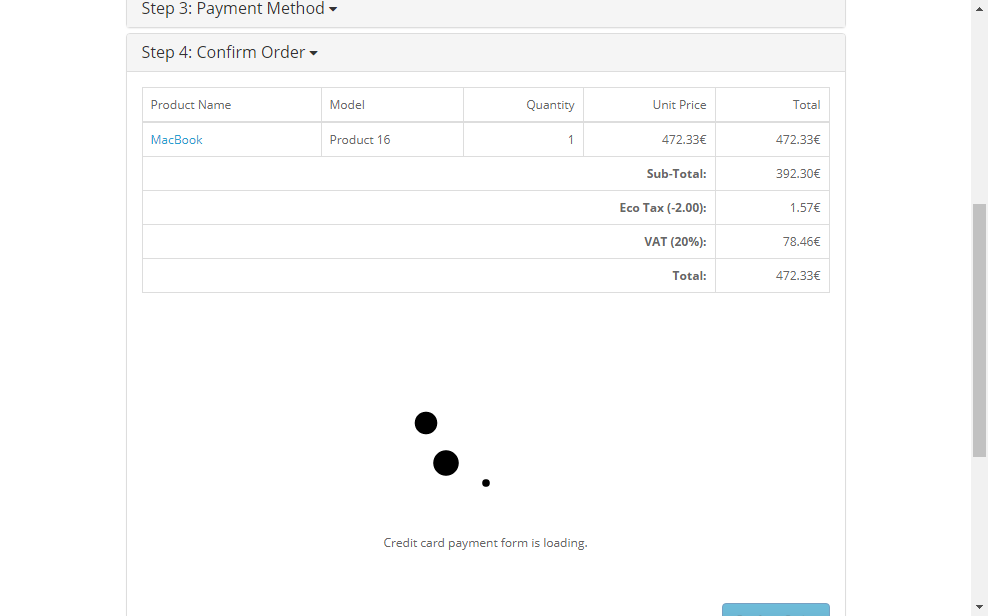 Step 3: Payment Method
Step 4: Confirm Order
Product Name Model Quantity Unit Price Total
MacBook Product 16 1 472.33€ 472.33€
Sub-Total: 392.30€
Eco Tax (-2.00): 1.57€
VAT (20%): 78.46€
Total: 472.33€
Credit card payment form is loading.